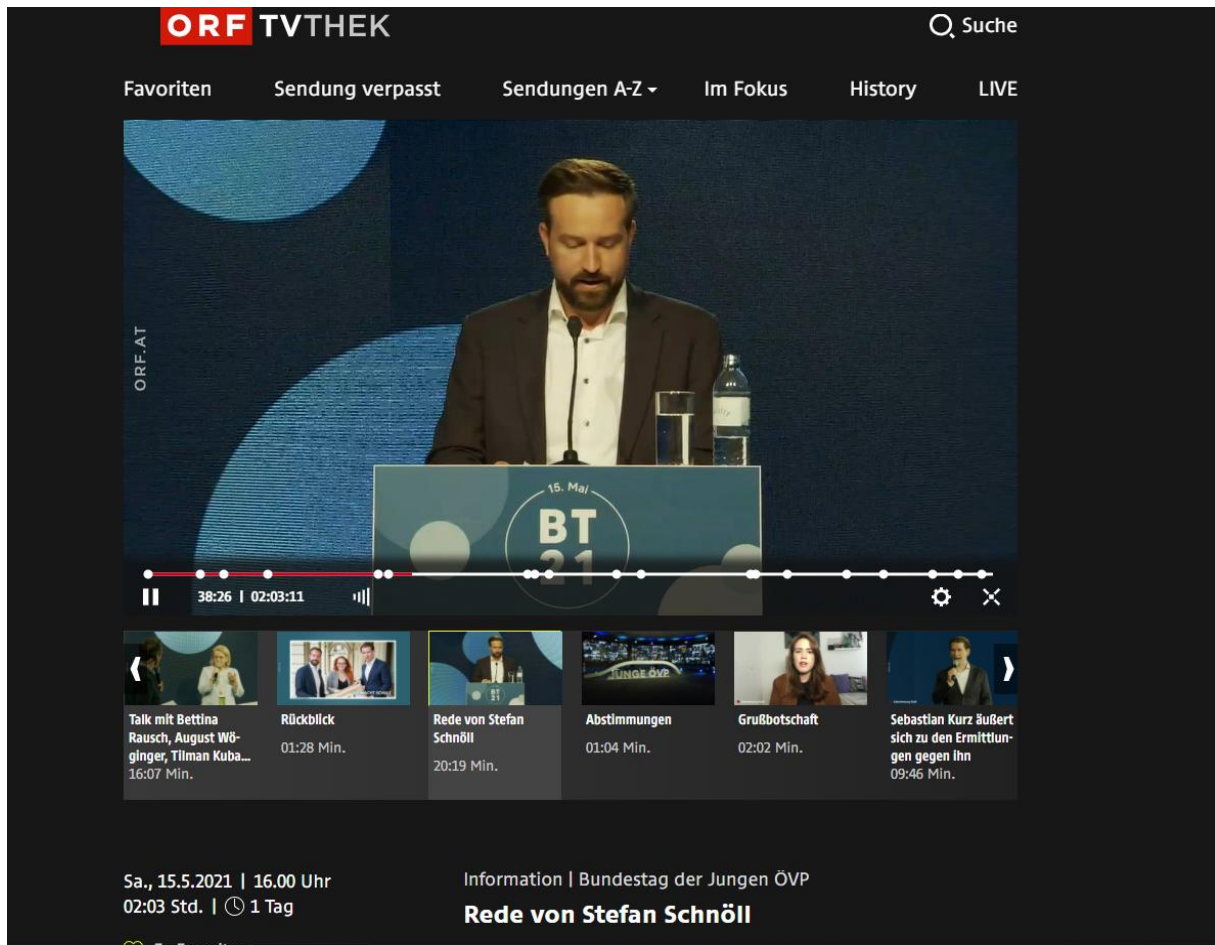 ORF TVTHEK
Suche
Favoriten Sendung verpasst Sendungen A-Z Im Fokus History LIVE
ORF.AT
15. Mai
BT
21
38:26 | 02:03:11
JUNGE ÖVP
Talk mit Bettina
Rausch, August Wö-
ginger, Tilman Kuba...
16:07 Min.
Rückblick
01:28 Min.
Rede von Stefan
Schnöll
20:19 Min.
Abstimmungen
01:04 Min.
Grußbotschaft
02:02 Min.
Sebastian Kurz äußert
sich zu den Ermittlun-
gen gegen ihn
09:46 Min.
Sa., 15.5.2021 | 16.00 Uhr
02:03 Std. | 1 Tag
Information | Bundestag der Jungen ÖVP
Rede von Stefan Schnöll